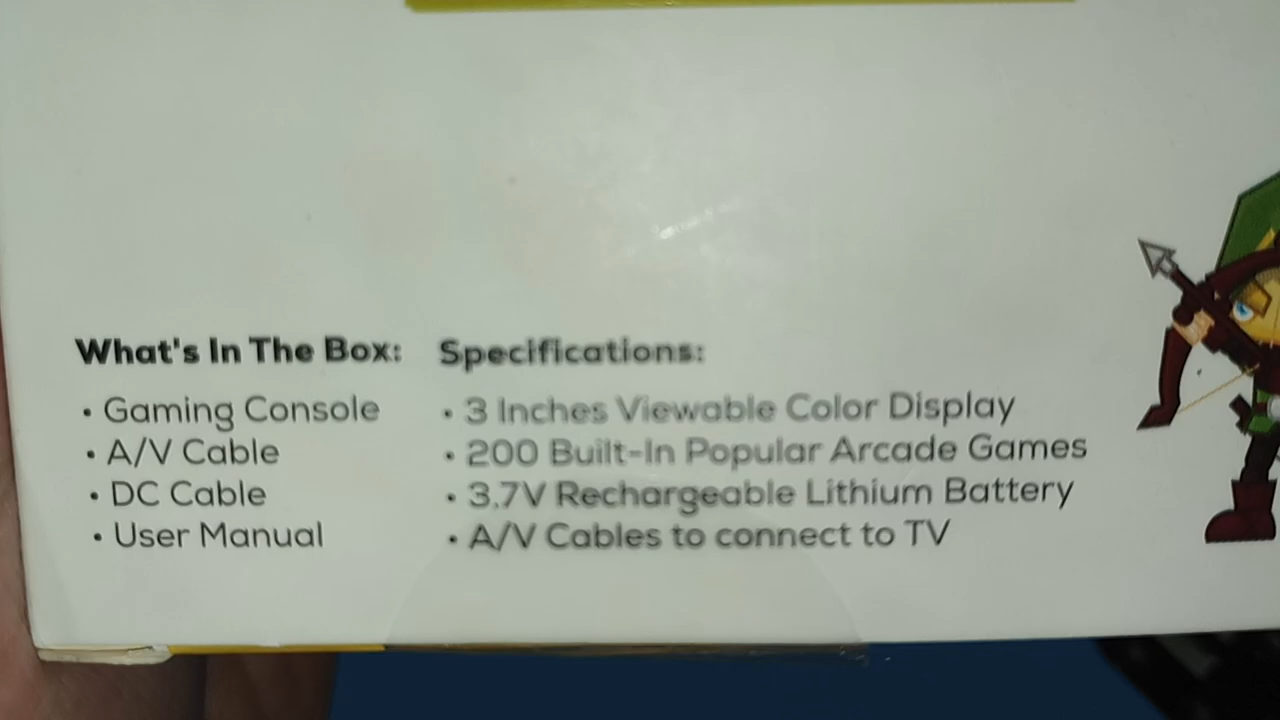 What's In The Box:
• Gaming Console
• A/V Cable
• DC Cable
• User Manual
Specifications:
• 3 Inches Viewable Color Display
• 200 Built-In Popular Arcade Games
• 3.7V Rechargeable Lithium Battery
• A/V Cables to connect to TV